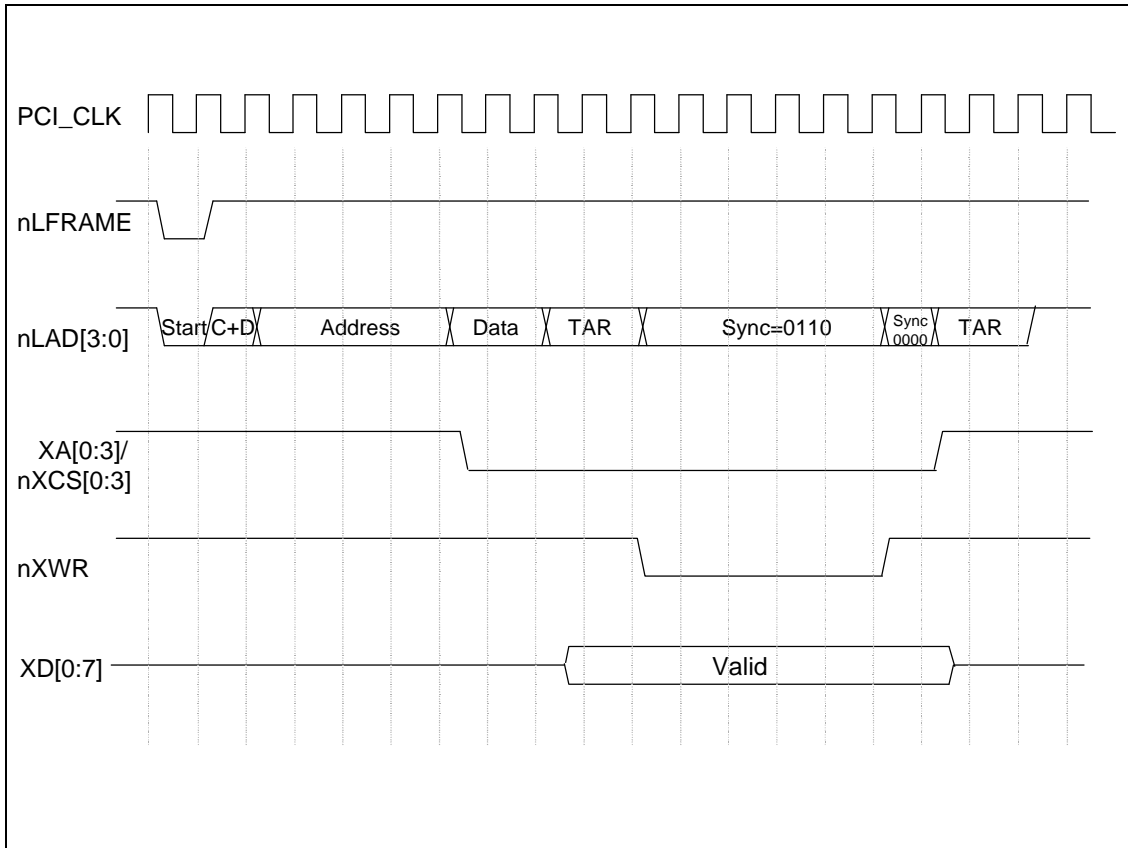 PCI_CLK
nLFRAME
nLAD[3:0]
Start
C+D
Address
Data
TAR
Sync=0110
Sync
0000
TAR
XA[0:3]/
nXCS[0:3]
nXWR
XD[0:7]
Valid